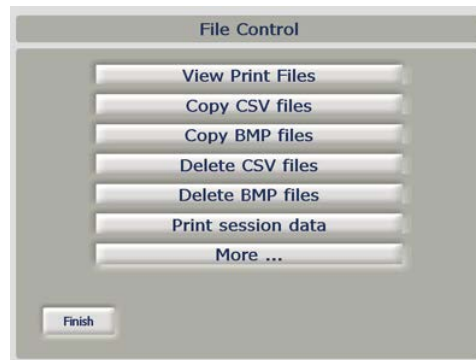 File Control
View Print Files
Copy CSV files
Copy BMP files
Delete CSV files
Delete BMP files
Print session data
More ...
Finish